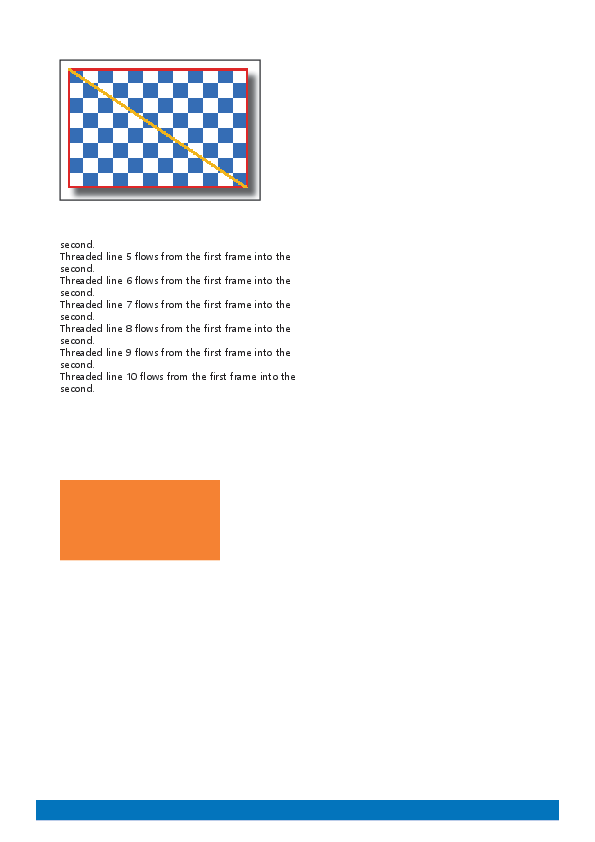 second.
Threaded line 5 flows from the first frame into the
second.
Threaded line 6 flows from the first frame into the
second.
Threaded line 7 flows from the first frame into the
second.
Threaded line 8 flows from the first frame into the
second.
Threaded line 9 flows from the first frame into the
second.
Threaded line 10 flows from the first frame into the
second.